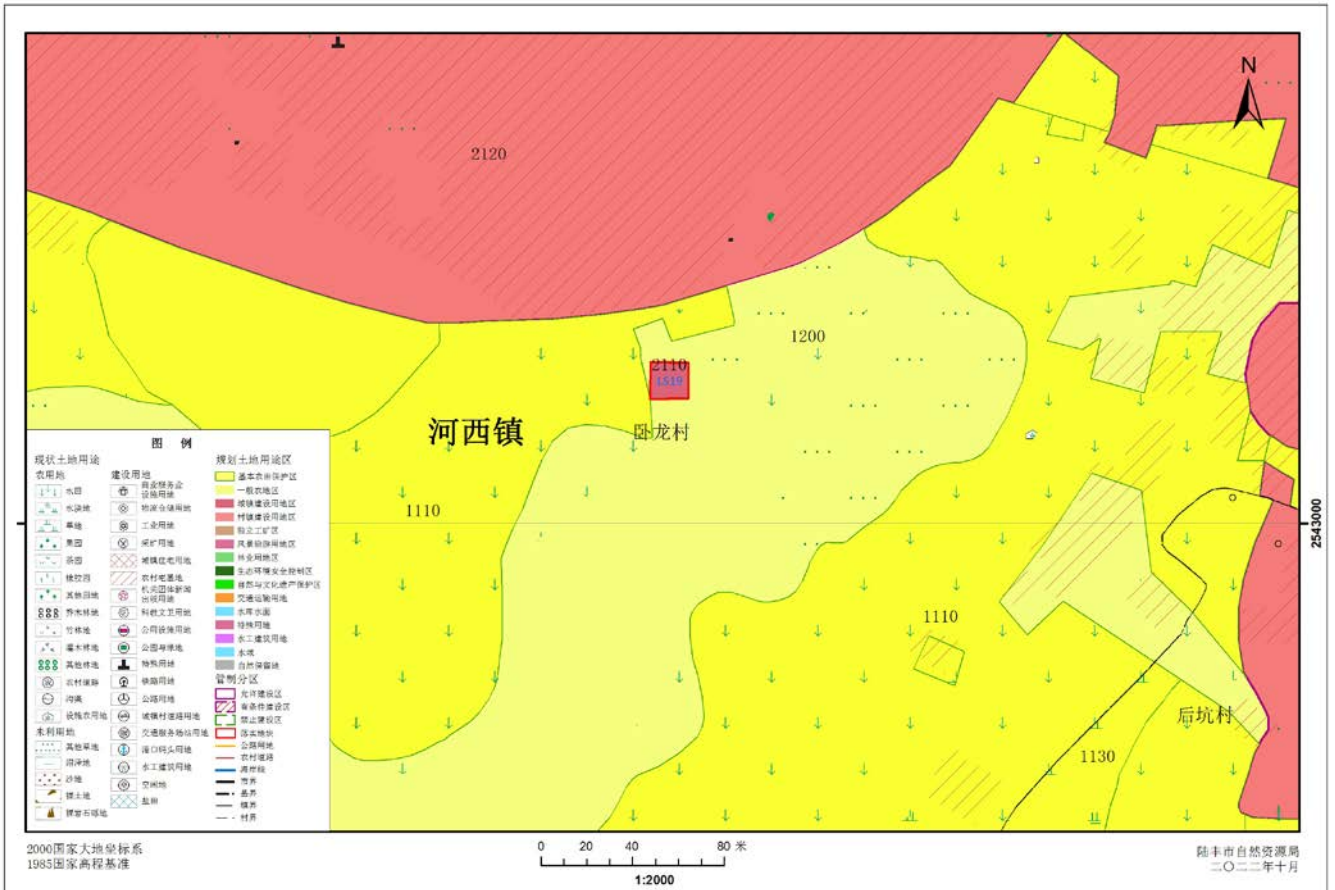 N
2120
1200
2110
LS19
河西镇
卧龙村
1110
1110
后坑村
1130
2543000
图 例
现状土地用途
农用地
水田
水浇地
旱地
果园
茶园
橡胶园
其他园地
乔木林地
竹林地
灌木林地
其他林地
农村道路
沟渠
设施农用地
未利用地
其他草地
沼泽地
沙地
裸土地
裸岩石砾地
建设用地
商业服务业
设施用地
物流仓储用地
工业用地
采矿用地
城镇住宅用地
农村宅基地
机关团体新闻
出版用地
科教文卫用地
公用设施用地
公园与绿地
特殊用地
铁路用地
公路用地
城镇村道路用地
交通服务场站用地
港口码头用地
水工建筑用地
空闲地
盐田
规划土地用途区
基本农田保护区
一般农地区
城镇建设用地区
村镇建设用地区
独立工矿区
风景旅游用地区
林业用地区
生态环境安全控制区
自然与文化遗产保护区
交通运输用地
水库水面
特殊用地
水工建筑用地
水域
自然保留地
管制分区
允许建设区
有条件建设区
禁止建设区
落实地块
公路用地
农村道路
海岸线
市界
县界
镇界
村界
2000国家大地坐标系
1985国家高程基准
0 20 40 80 米
1:2000
陆丰市自然资源局
二〇二二年十月